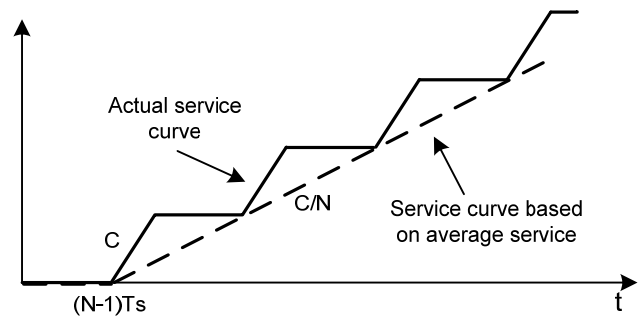 Actual service
curve
C/N
Service curve based
on average service
C
(N-1)Ts
t